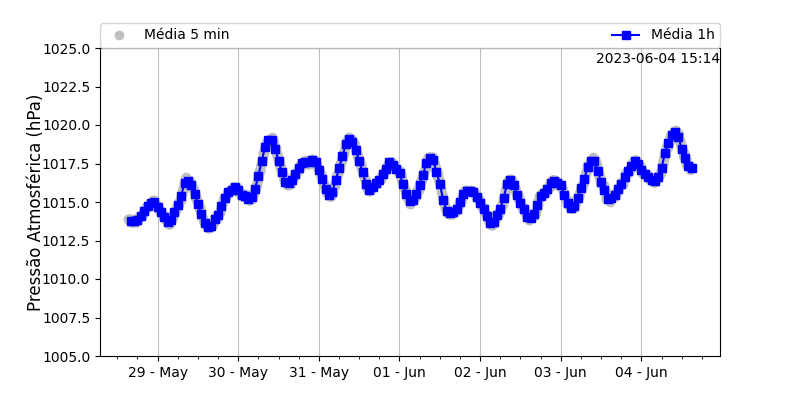 Média 5 min
Média 1h
2023-06-04 15:14
Pressão Atmosférica (hPa)
1025.0
1022.5
1020.0
1017.5
1015.0
1012.5
1010.0
1007.5
1005.0
29 - May
30 - May
31 - May
01 - Jun
02 - Jun
03 - Jun
04 - Jun